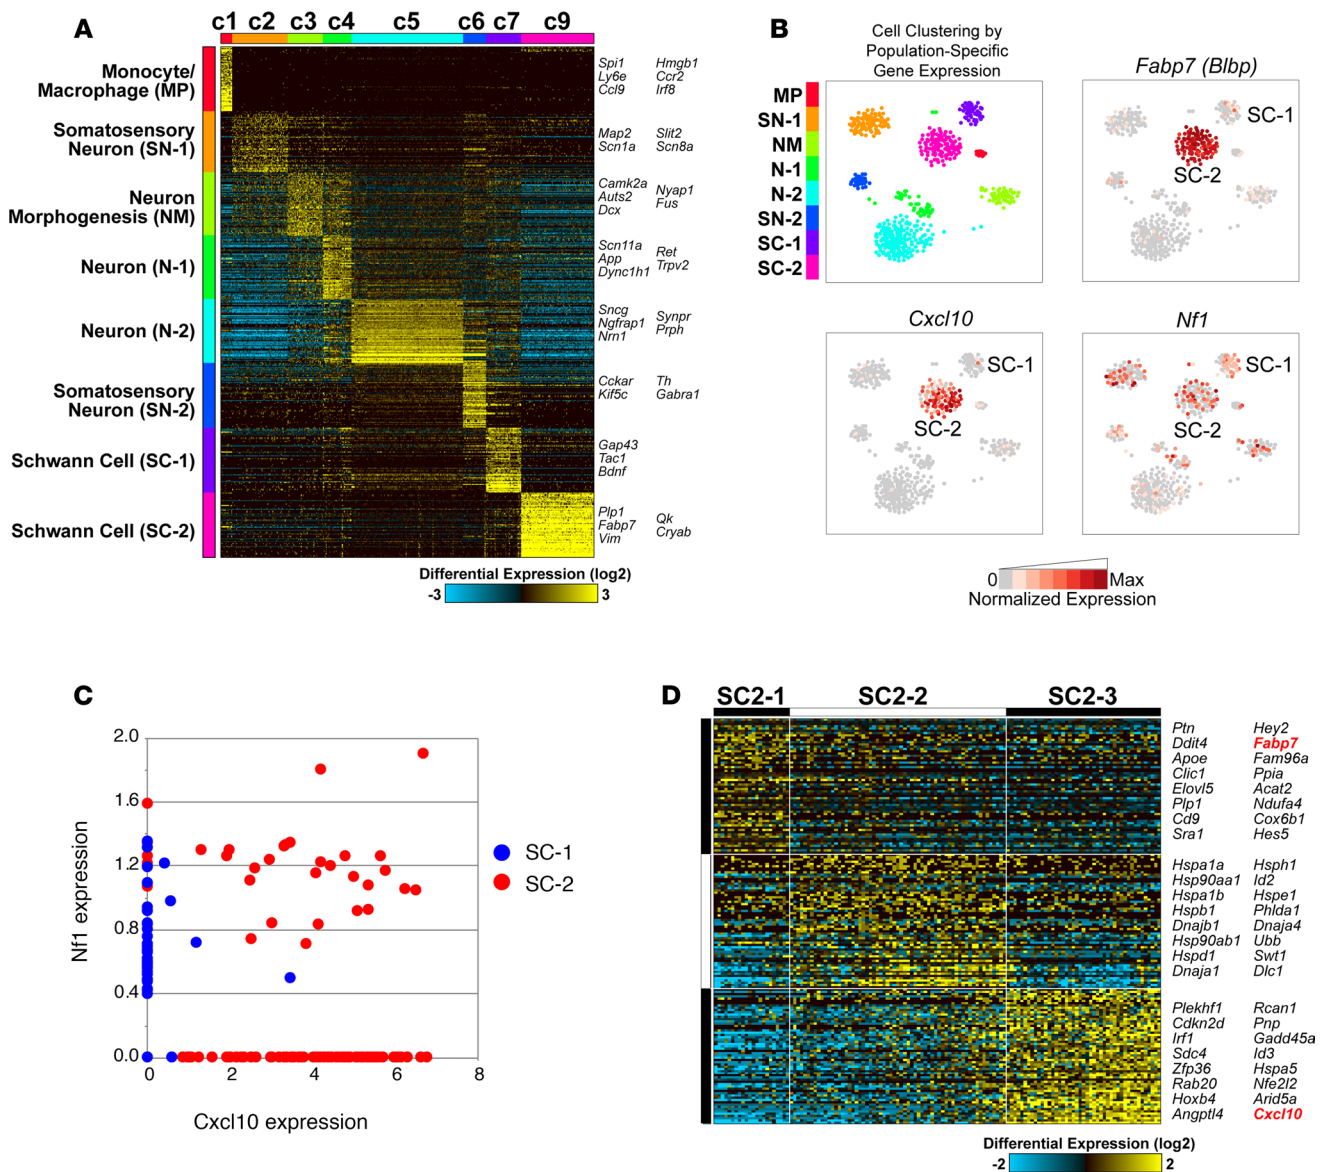 A
c1 c2 c3 c4 c5 c6 c7 c9
Monocyte/
Macrophage (MP)
Somatosensory
Neuron (SN-1)
Neuron
Morphogenesis (NM)
Neuron (N-1)
Neuron (N-2)
Somatosensory
Neuron (SN-2)
Schwann Cell (SC-1)
Schwann Cell (SC-2)
Spi1 Hmgb1
Ly6e Ccr2
Ccl9 Irf8
Map2 Slit2
Scn1a Scn8a
Camk2a
Auts2
Dcx
Nyap1
Fus
Scn11a
App
Dync1h1
Ret
Trpv2
Sncg
Ngfrap1
Nrn1
Synpr
Prph
Cckar Th
Kif5c Gabra1
Gap43
Tac1
Bdnf
Plp1
Fabp7
Vim
Qk
Cryab
Differential Expression (log2)
-3 3
B
Cell Clustering by
Population-Specific
Gene Expression
MP
SN-1
NM
N-1
N-2
SN-2
SC-1
SC-2
Fabp7 (Blbp)
SC-1
SC-2
Cxcl10
SC-1
SC-2
Nf1
SC-1
SC-2
0 Max
Normalized Expression
C
Nf1 expression
2.0
1.6
1.2
0.8
0.4
0.0
0 2 4 6 8
Cxcl10 expression
SC-1
SC-2
D
SC2-1 SC2-2 SC2-3
Ptn Hey2
Ddit4 Fabp7
Apoe Fam96a
Clic1 Ppia
Elovl5 Acat2
Plp1 Ndufa4
Cd9 Cox6b1
Sra1 Hes5
Hspa1a Hsph1
Hsp90aa1 Id2
Hspa1b Hspe1
Hspb1 Phlda1
Dnajb1 Dnaja4
Hsp90ab1 Ubb
Hspd1 Swt1
Dnaja1 Dlc1
Plekhf1 Rcan1
Cdkn2d Pnp
Irf1 Gadd45a
Sdc4 Id3
Zfp36 Hspa5
Rab20 Nfe2l2
Hoxb4 Arid5a
Angptl4 Cxcl10
Differential Expression (log2)
-2 2